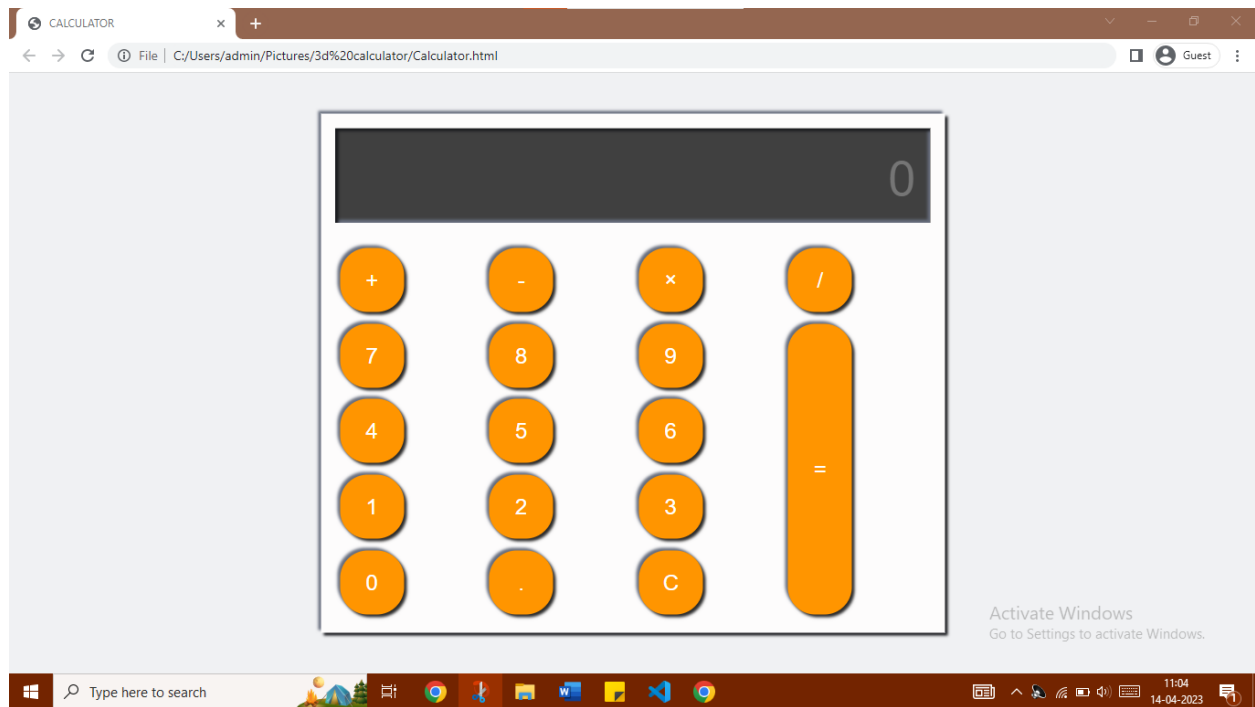 CALCULATOR
File C:/Users/admin/Pictures/3d%20calculator/Calculator.html
Guest
0
+ - × /
7 8 9
4 5 6
=
1 2 3
0 . C
Activate Windows
Go to Settings to activate Windows.
Type here to search
11:04
14-04-2023
1